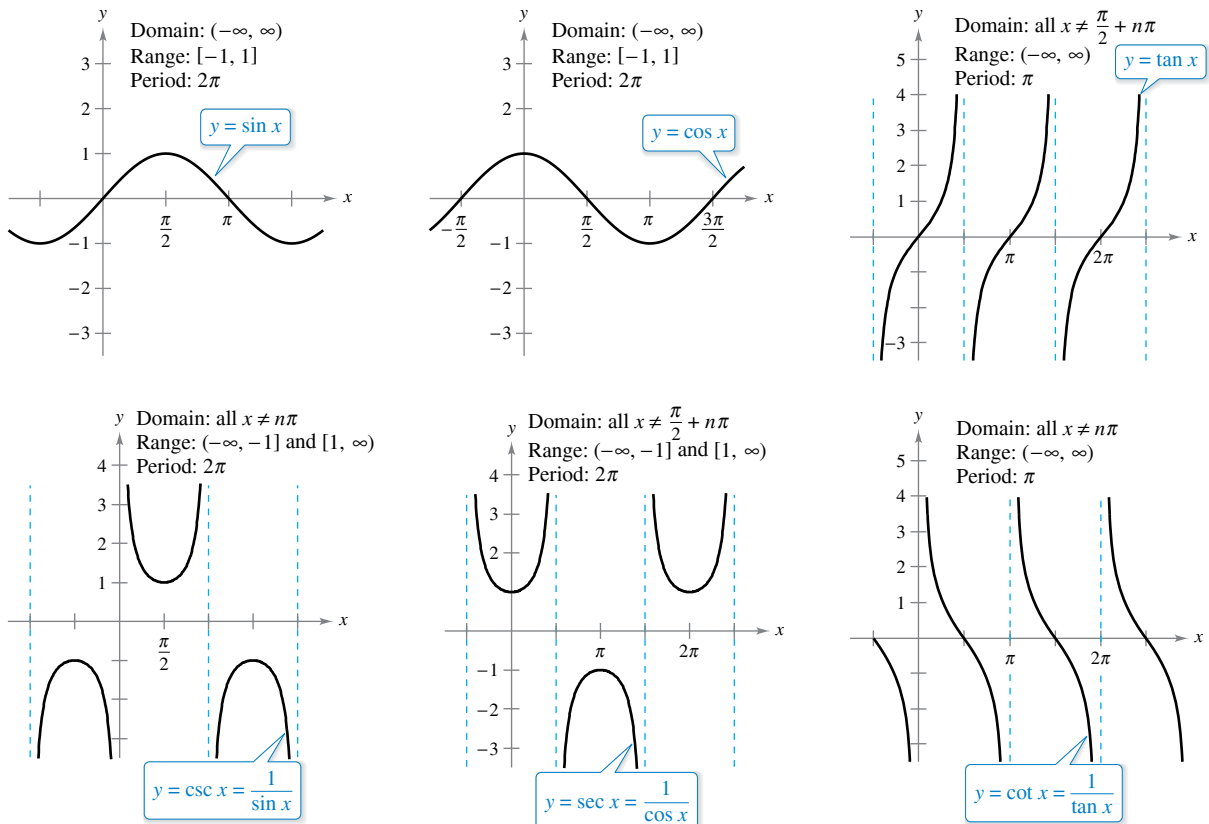 y
Domain: (−∞, ∞)
Range: [−1, 1]
Period: 2π
3
2
1
−1
−2
−3
y = sin x
π/2
π
x
y
Domain: (−∞, ∞)
Range: [−1, 1]
Period: 2π
3
2
1
−1
−2
−3
y = cos x
−π/2
π/2
π
3π/2
x
y
Domain: all x ≠ π/2 + nπ
Range: (−∞, ∞)
Period: π
y = tan x
5
4
3
2
1
−3
π
2π
x
y
Domain: all x ≠ nπ
Range: (−∞, −1] and [1, ∞)
Period: 2π
4
3
2
1
π/2
x
y = csc x = 1/sin x
y
Domain: all x ≠ π/2 + nπ
Range: (−∞, −1] and [1, ∞)
Period: 2π
4
3
2
−1
−2
−3
π
2π
x
y = sec x = 1/cos x
y
Domain: all x ≠ nπ
Range: (−∞, ∞)
Period: π
5
4
3
2
1
π
2π
x
y = cot x = 1/tan x